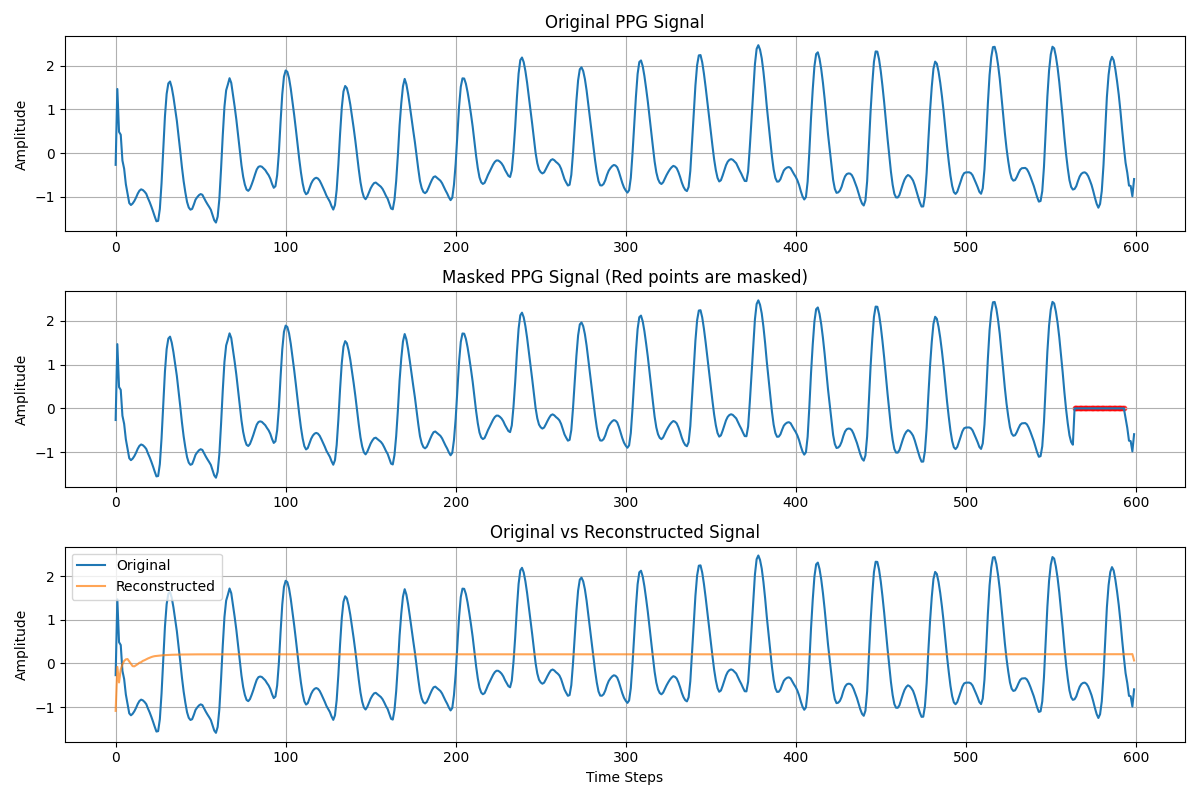 Original PPG Signal
Amplitude
2
1
0
−1
0 100 200 300 400 500 600
Masked PPG Signal (Red points are masked)
Amplitude
2
1
0
−1
0 100 200 300 400 500 600
Original vs Reconstructed Signal
Amplitude
2
1
0
−1
Original
Reconstructed
0 100 200 300 400 500 600
Time Steps